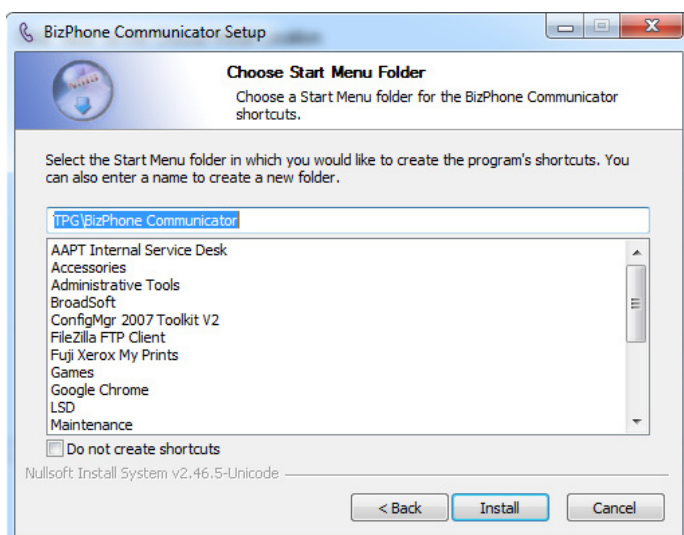 BizPhone Communicator Setup
Choose Start Menu Folder
Choose a Start Menu folder for the BizPhone Communicator
shortcuts.
Select the Start Menu folder in which you would like to create the program's shortcuts. You
can also enter a name to create a new folder.
TPG\BizPhone Communicator
AAPT Internal Service Desk
Accessories
Administrative Tools
BroadSoft
ConfigMgr 2007 Toolkit V2
FileZilla FTP Client
Fuji Xerox My Prints
Games
Google Chrome
LSD
Maintenance
Do not create shortcuts
Nullsoft Install System v2.46.5-Unicode
< Back Install Cancel